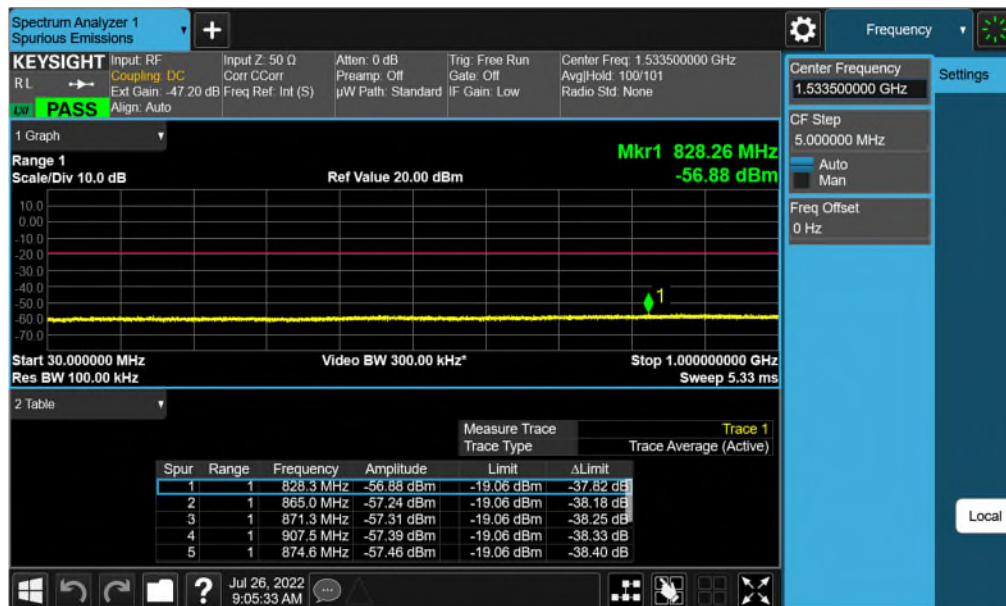 Spectrum Analyzer 1
Spurious Emissions
+
Frequency
KEYSIGHT Input: RF Input Z: 50 Ω Atten: 0 dB Trig: Free Run Center Freq: 1.533500000 GHz
RL Coupling: DC Corr CCorr Preamp: Off Gate: Off Avg|Hold: 100/101
Ext Gain: -47.20 dB Freq Ref: Int (S) µW Path: Standard IF Gain: Low Radio Std: None
LXI PASS Align: Auto
Center Frequency
1.533500000 GHz
Settings
CF Step
5.000000 MHz
Auto
Man
Freq Offset
0 Hz
1 Graph
Range 1
Mkr1 828.26 MHz
Scale/Div 10.0 dB Ref Value 20.00 dBm -56.88 dBm
10.0
0.00
-10.0
-20.0
-30.0
-40.0
-50.0
-60.0
-70.0
1
Start 30.000000 MHz Video BW 300.00 kHz* Stop 1.000000000 GHz
Res BW 100.00 kHz Sweep 5.33 ms
2 Table
Measure Trace Trace 1
Trace Type Trace Average (Active)
Spur Range Frequency Amplitude Limit ΔLimit
1 1 828.3 MHz -56.88 dBm -19.06 dBm -37.82 dB
2 1 865.0 MHz -57.24 dBm -19.06 dBm -38.18 dB
3 1 871.3 MHz -57.31 dBm -19.06 dBm -38.25 dB
4 1 907.5 MHz -57.39 dBm -19.06 dBm -38.33 dB
5 1 874.6 MHz -57.46 dBm -19.06 dBm -38.40 dB
Local
? Jul 26, 2022
9:05:33 AM